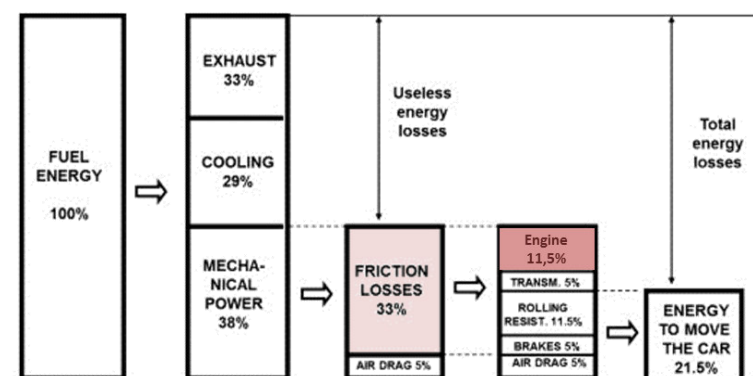 FUEL
ENERGY
100%
EXHAUST
33%
COOLING
29%
MECHA-
NICAL
POWER
38%
Useless
energy
losses
FRICTION
LOSSES
33%
AIR DRAG 5%
Engine
11,5%
TRANSM. 5%
ROLLING
RESIST. 11.5%
BRAKES 5%
AIR DRAG 5%
Total
energy
losses
ENERGY
TO MOVE
THE CAR
21.5%